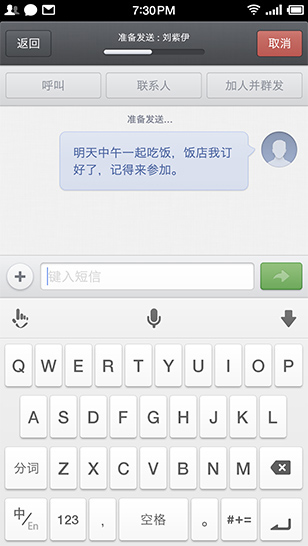 7:30PM
返回
准备发送:刘紫伊
取消
呼叫
联系人
加人并群发
准备发送...
明天中午一起吃饭，饭店我订
好了，记得来参加。
键入短信
Q W E R T Y U I O P
A S D F G H J K L
分词 Z X C V B N M
中/En 123 , 空格 。 #+=